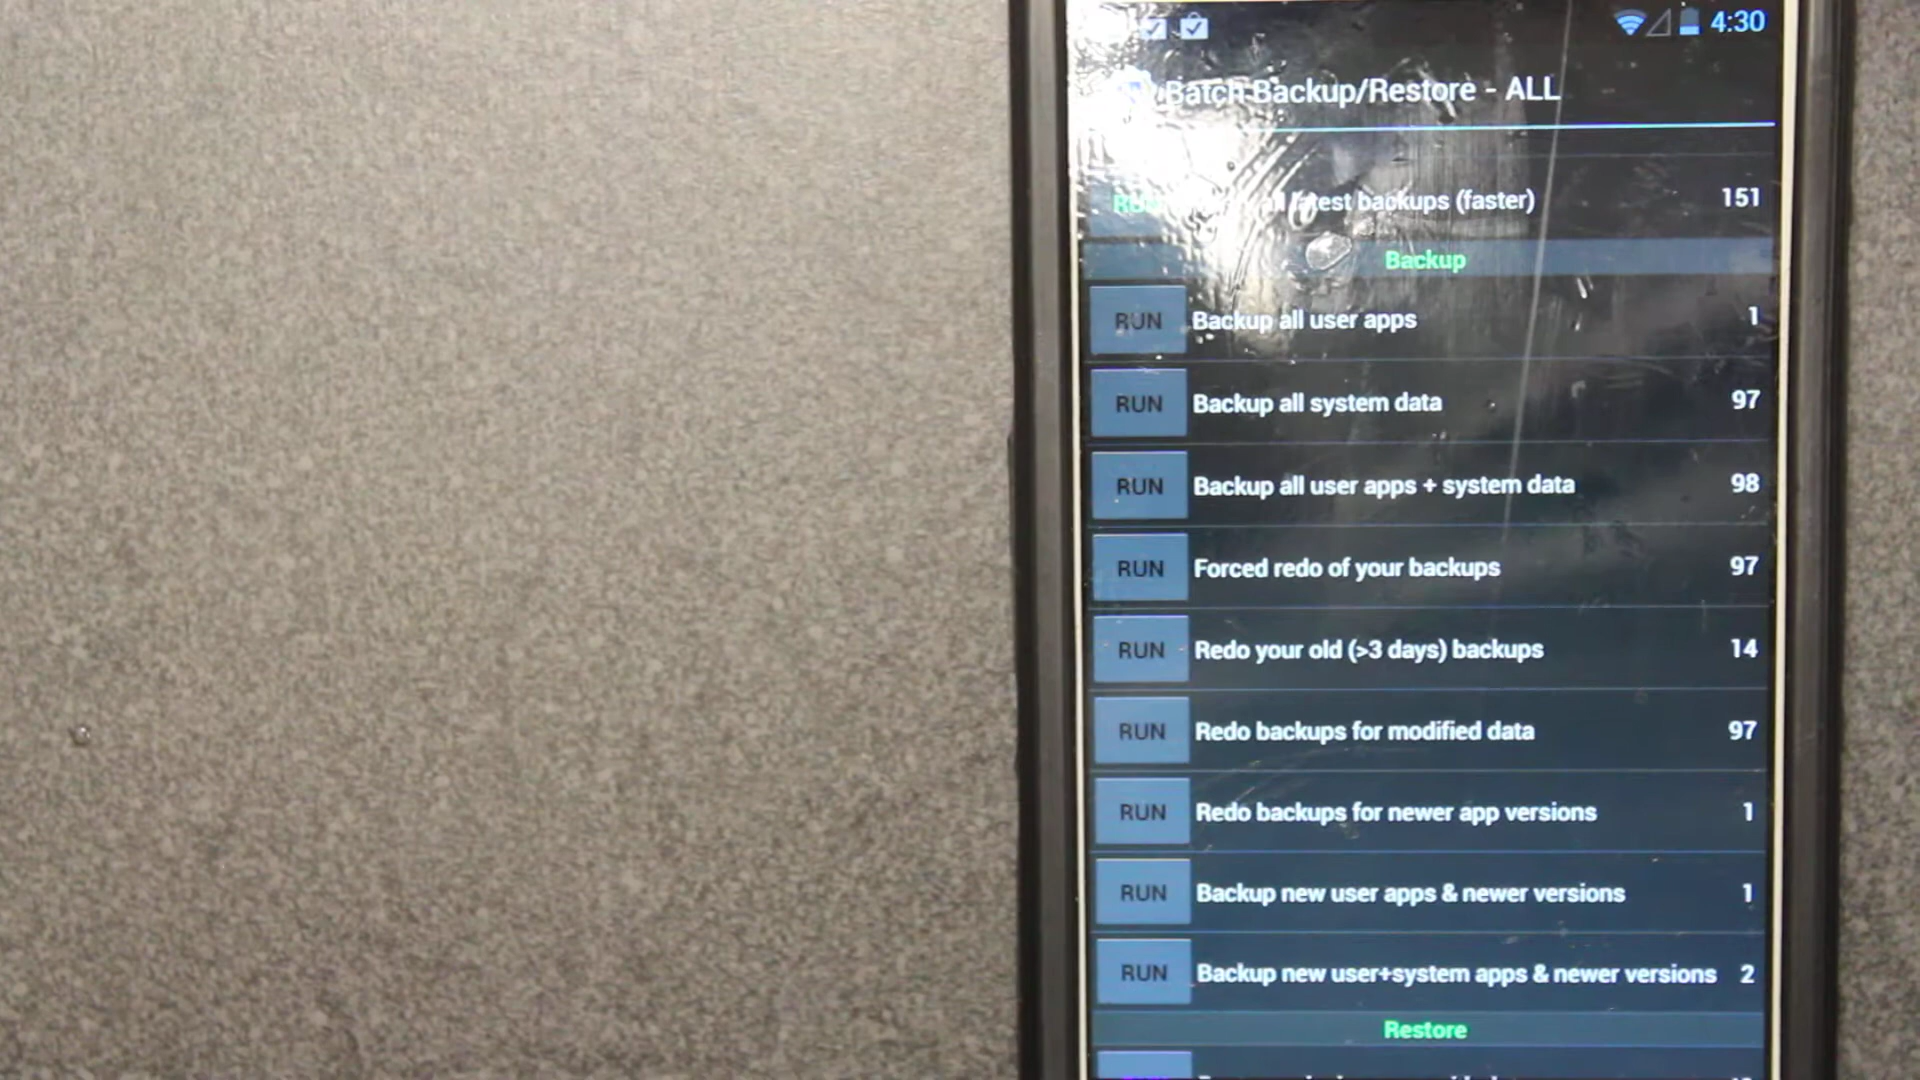 4:30
Batch Backup/Restore - ALL
RUN latest backups (faster) 151
Backup
RUN Backup all user apps 1
RUN Backup all system data 97
RUN Backup all user apps + system data 98
RUN Forced redo of your backups 97
RUN Redo your old (>3 days) backups 14
RUN Redo backups for modified data 97
RUN Redo backups for newer app versions 1
RUN Backup new user apps & newer versions 1
RUN Backup new user+system apps & newer versions 2
Restore